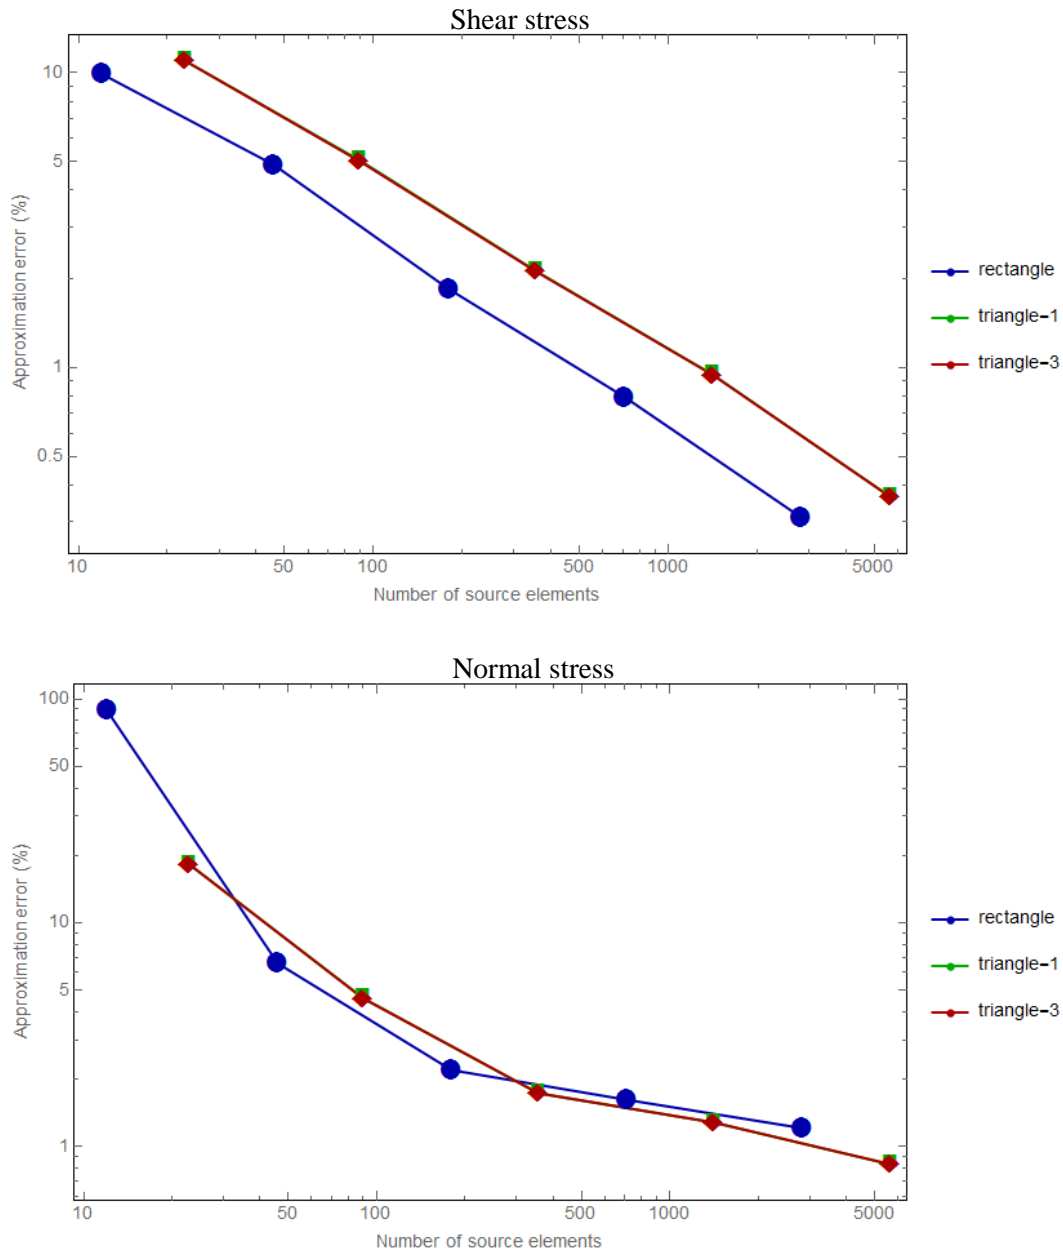 Shear stress
10
5
1
0.5
Approximation error (%)
10 50 100 500 1000 5000
Number of source elements
rectangle
triangle-1
triangle-3
Normal stress
100
50
10
5
1
Approximation error (%)
10 50 100 500 1000 5000
Number of source elements
rectangle
triangle-1
triangle-3